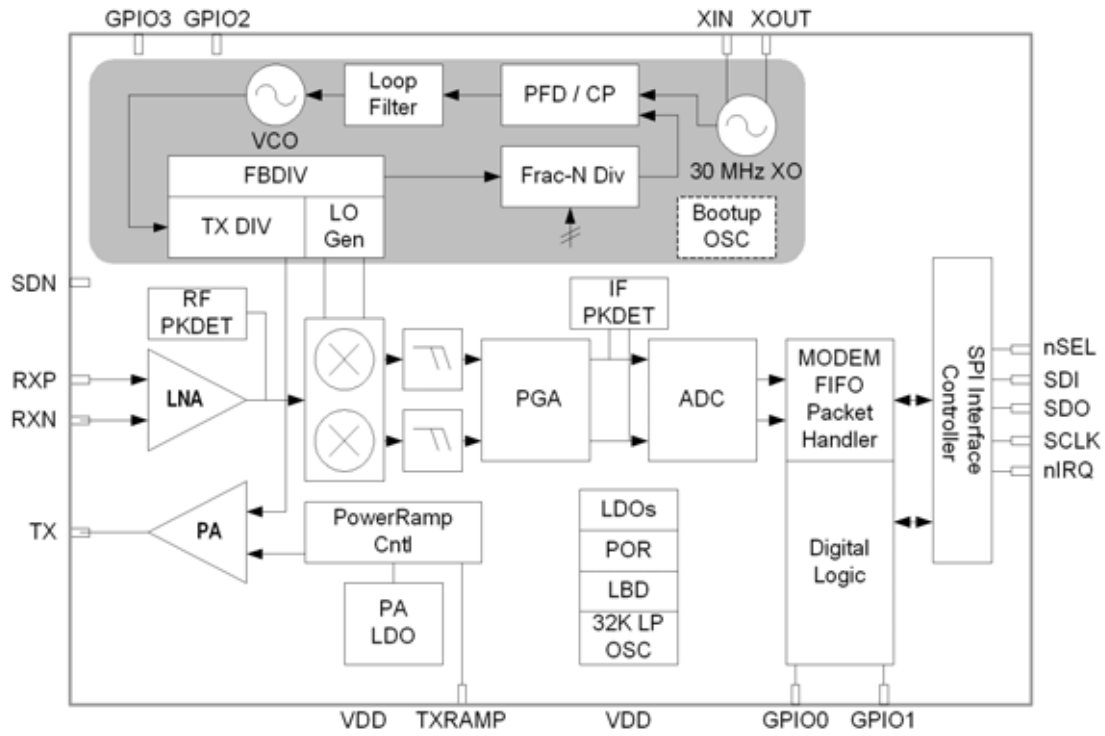 GPIO3 GPIO2
XIN XOUT
VCO
Loop
Filter
PFD / CP
30 MHz XO
FBDIV
TX DIV
LO
Gen
Frac-N Div
Bootup
OSC
SDN
RF
PKDET
IF
PKDET
RXP
RXN
LNA
PGA
ADC
MODEM
FIFO
Packet
Handler
SPI Interface
Controller
nSEL
SDI
SDO
SCLK
nIRQ
TX
PA
PowerRamp
Cntl
PA
LDO
LDOs
POR
LBD
32K LP
OSC
Digital
Logic
VDD TXRAMP VDD GPIO0 GPIO1